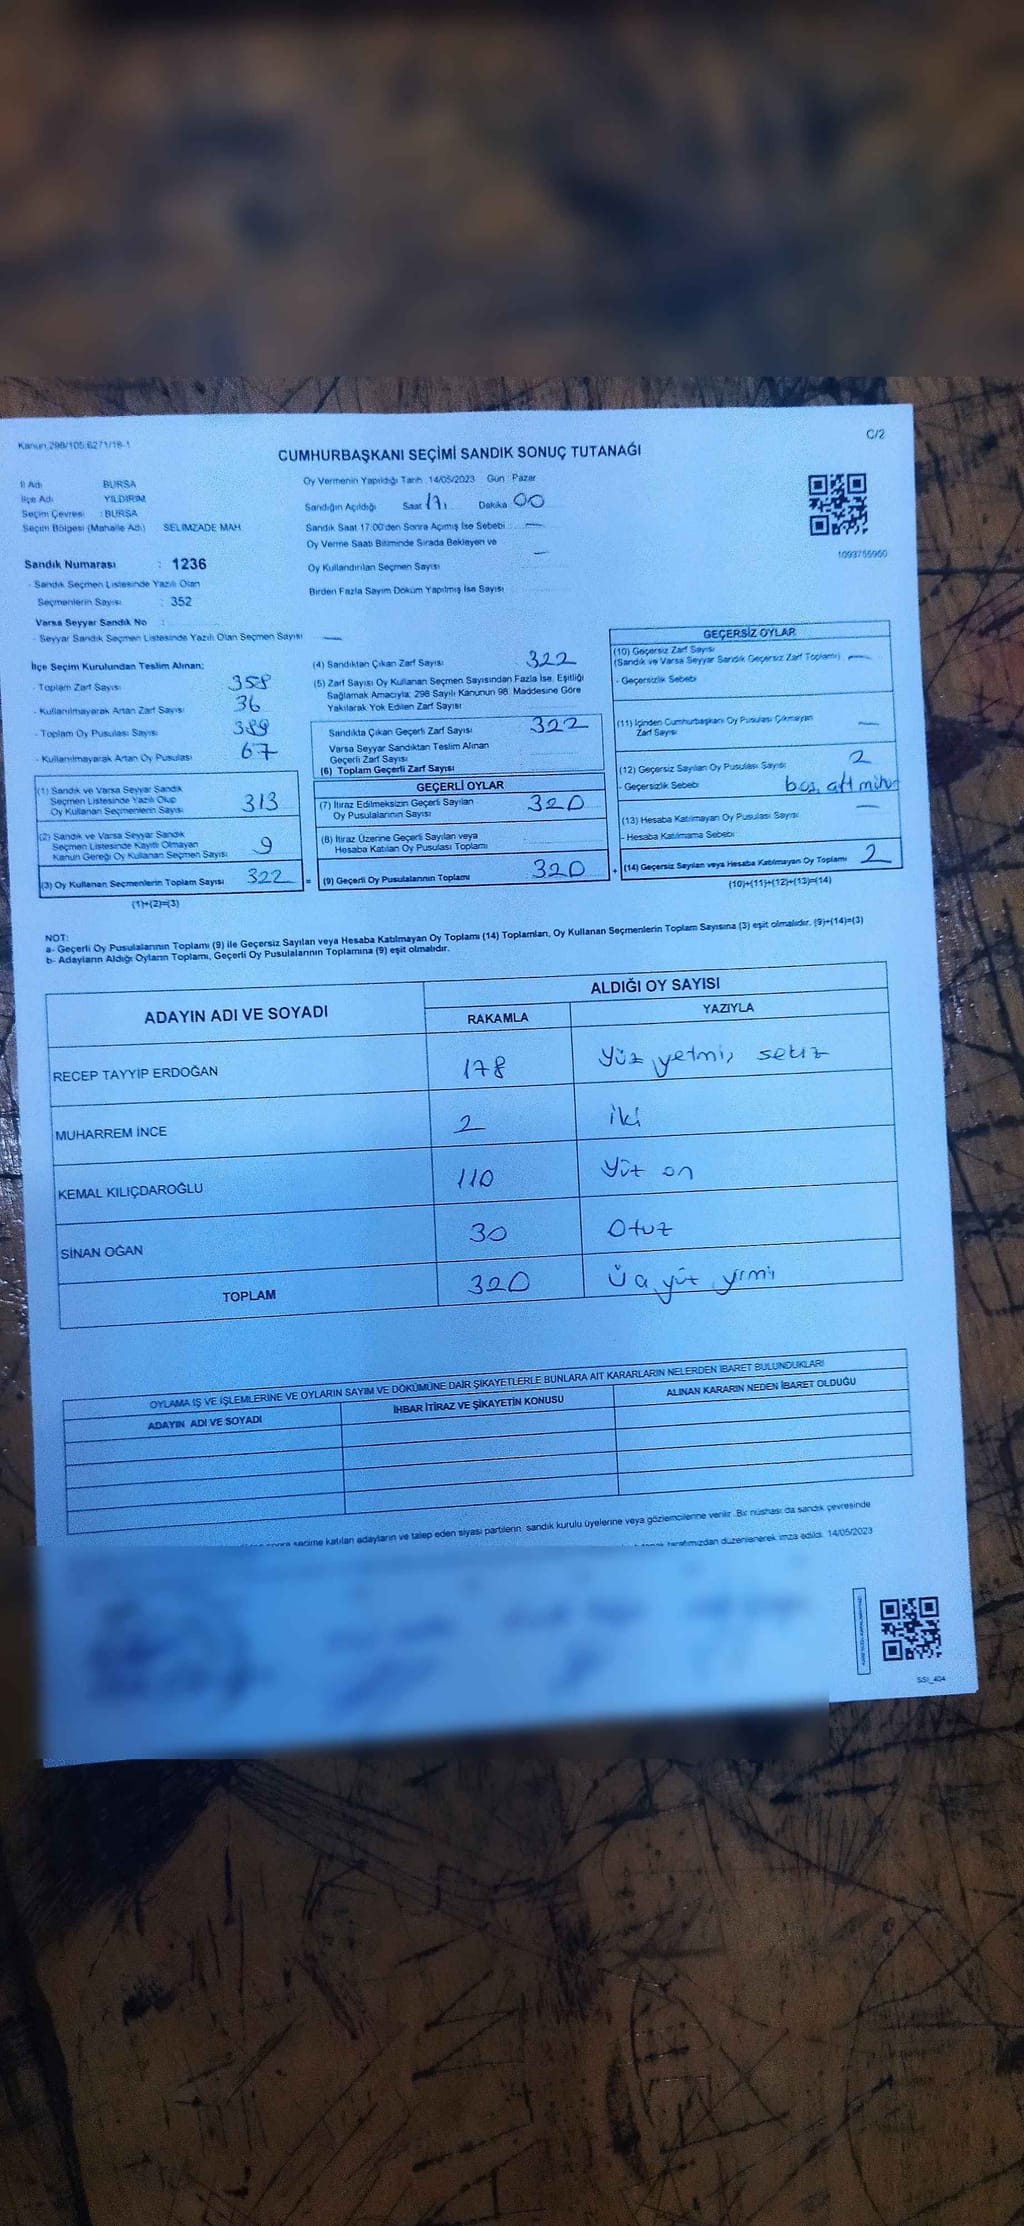 Kanun:298/105;6271/18-1
C/2
CUMHURBAŞKANI SEÇİMİ SANDIK SONUÇ TUTANAĞI
İl Adı BURSA
İlçe Adı YILDIRIM
Seçim Çevresi : BURSA
Seçim Bölgesi (Mahalle Adı) SELİMZADE MAH
Oy Vermenin Yapıldığı Tarih :14/05/2023 Gün : Pazar
Sandığın Açıldığı Saat 17: Dakika 00
Sandık Saat 17:00'den Sonra Açımış İse Sebebi : —
Oy Verme Saati Bitiminde Sırada Bekleyen ve
Oy Kullandırılan Seçmen Sayısı —
Birden Fazla Sayım Döküm Yapılmış İse Sayısı
1093755960
Sandık Numarası : 1236
- Sandık Seçmen Listesinde Yazılı Olan
Seçmenlerin Sayısı : 352
Varsa Seyyar Sandık No :
- Seyyar Sandık Seçmen Listesinde Yazılı Olan Seçmen Sayısı —
İlçe Seçim Kurulundan Teslim Alınan:
- Toplam Zarf Sayısı 358
- Kullanılmayarak Artan Zarf Sayısı 36
- Toplam Oy Pusulası Sayısı 389
- Kullanılmayarak Artan Oy Pusulası 67
(1) Sandık ve Varsa Seyyar Sandık
Seçmen Listesinde Yazılı Olup
Oy Kullanan Seçmenlerin Sayısı 313
(2) Sandık ve Varsa Seyyar Sandık
Seçmen Listesinde Kayıtlı Olmayan
Kanun Gereği Oy Kullanan Seçmen Sayısı 9
(3) Oy Kullanan Seçmenlerin Toplam Sayısı 322
(1)+(2)=(3)
(4) Sandıktan Çıkan Zarf Sayısı 322
(5) Zarf Sayısı Oy Kullanan Seçmen Sayısından Fazla İse, Eşitliği
Sağlamak Amacıyla; 298 Sayılı Kanunun 98. Maddesine Göre
Yakılarak Yok Edilen Zarf Sayısı
Sandıkta Çıkan Geçerli Zarf Sayısı 322
Varsa Seyyar Sandıktan Teslim Alınan
Geçerli Zarf Sayısı
(6) Toplam Geçerli Zarf Sayısı
GEÇERLİ OYLAR
(7) İtiraz Edilmeksizin Geçerli Sayılan
Oy Pusulalarının Sayısı 320
(8) İtiraz Üzerine Geçerli Sayılan veya
Hesaba Katılan Oy Pusulası Toplamı
= (9) Geçerli Oy Pusulalarının Toplamı 320
GEÇERSİZ OYLAR
(10) Geçersiz Zarf Sayısı
(Sandık ve Varsa Seyyar Sandık Geçersiz Zarf Toplamı) —
- Geçersizlik Sebebi
(11) İçinden Cumhurbaşkanı Oy Pusulası Çıkmayan
Zarf Sayısı —
(12) Geçersiz Sayılan Oy Pusulası Sayısı 2
- Geçersizlik Sebebi boş,
(13) Hesaba Katılmayan Oy Pusulası Sayısı —
- Hesaba Katılmama Sebebi
+ (14) Geçersiz Sayılan veya Hesaba Katılmayan Oy Toplamı 2
(10)+(11)+(12)+(13)=(14)
NOT:
a- Geçerli Oy Pusulalarının Toplamı (9) ile Geçersiz Sayılan veya Hesaba Katılmayan Oy Toplamı (14) Toplamları, Oy Kullanan Seçmenlerin Toplam Sayısına (3) eşit olmalıdır. (9)+(14)=(3)
b- Adayların Aldığı Oyların Toplamı, Geçerli Oy Pusulalarının Toplamına (9) eşit olmalıdır.
ADAYIN ADI VE SOYADI ALDIĞI OY SAYISI
RAKAMLA YAZIYLA
RECEP TAYYIP ERDOĞAN 178 Yüz yetmiş sekiz
MUHARREM İNCE 2 iki
KEMAL KILIÇDAROĞLU 110 Yüz on
SİNAN OĞAN 30 Otuz
TOPLAM 320 Üç yüz yirmi
OYLAMA İŞ VE İŞLEMLERİNE VE OYLARIN SAYIM VE DÖKÜMÜNE DAİR ŞİKAYETLERLE BUNLARA AİT KARARLARIN NELERDEN İBARET BULUNDUKLARI
ADAYIN ADI VE SOYADI İHBAR İTİRAZ VE ŞİKAYETİN KONUSU ALINAN KARARIN NEDEN İBARET OLDUĞU
sonra seçime katılan adayların ve talep eden siyasi partilerin sandık kurulu üyelerine veya gözlemcilerine verilir. Bir nüshası da sandık çevresinde
tarafımızdan düzenlenerek imza edildi. 14/05/2023
SSI_404